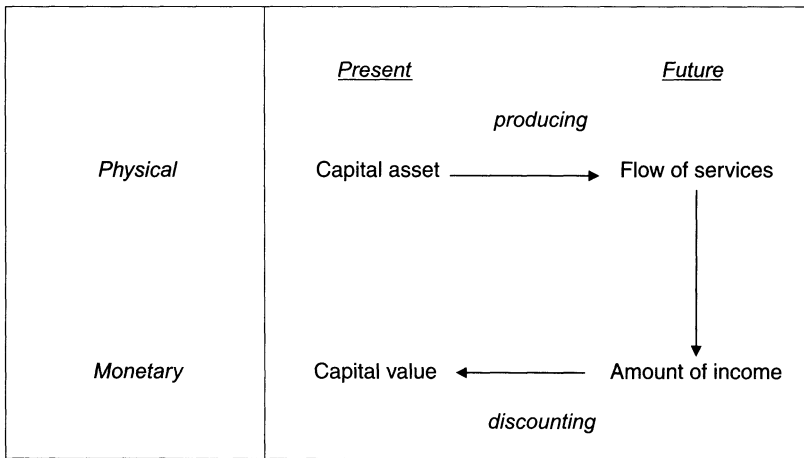 Present Future
producing
Physical Capital asset Flow of services
Monetary Capital value Amount of income
discounting